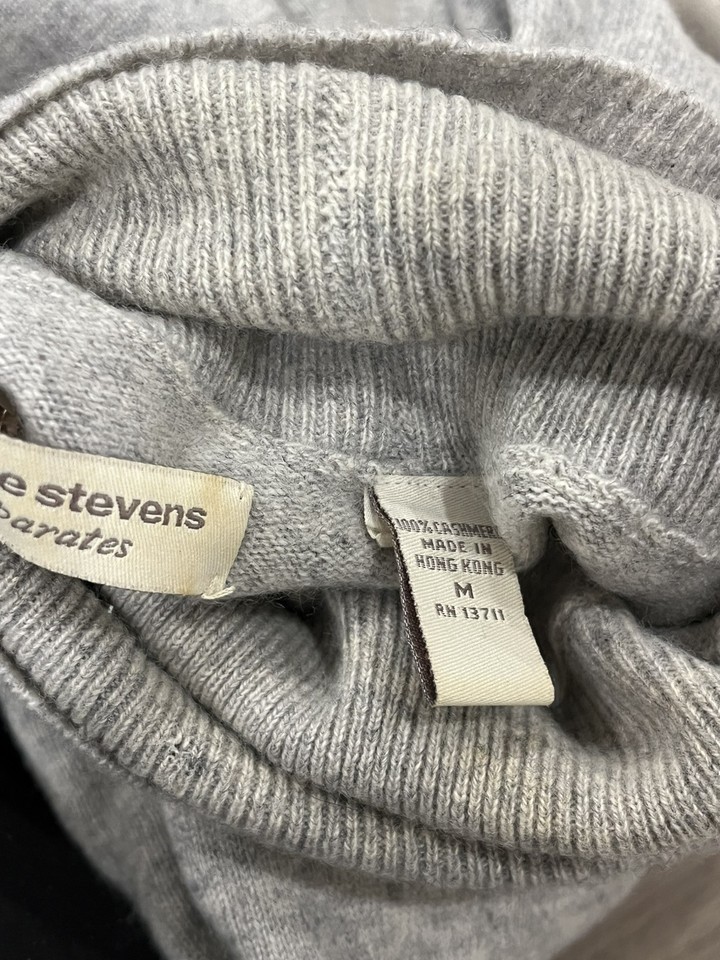 e stevens
parates
100% CASHMERE
MADE IN
HONG KONG
M
RN 13711